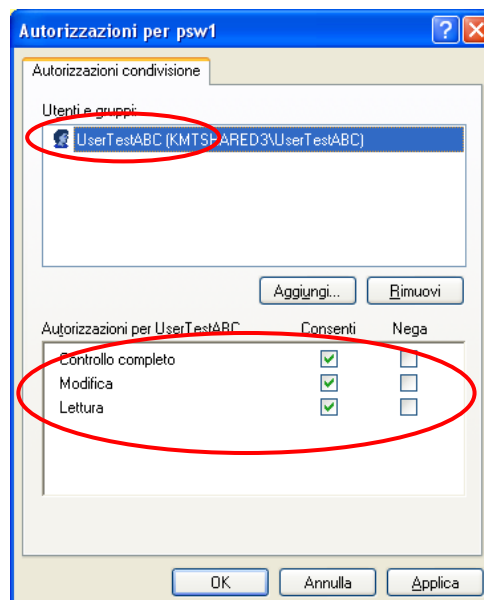 Autorizzazioni per psw1
Autorizzazioni condivisione
Utenti e gruppi:
UserTestABC (KMTSHARED3\UserTestABC)
Aggiungi... Rimuovi
Autorizzazioni per UserTestABC Consenti Nega
Controllo completo
Modifica
Lettura
OK Annulla Applica